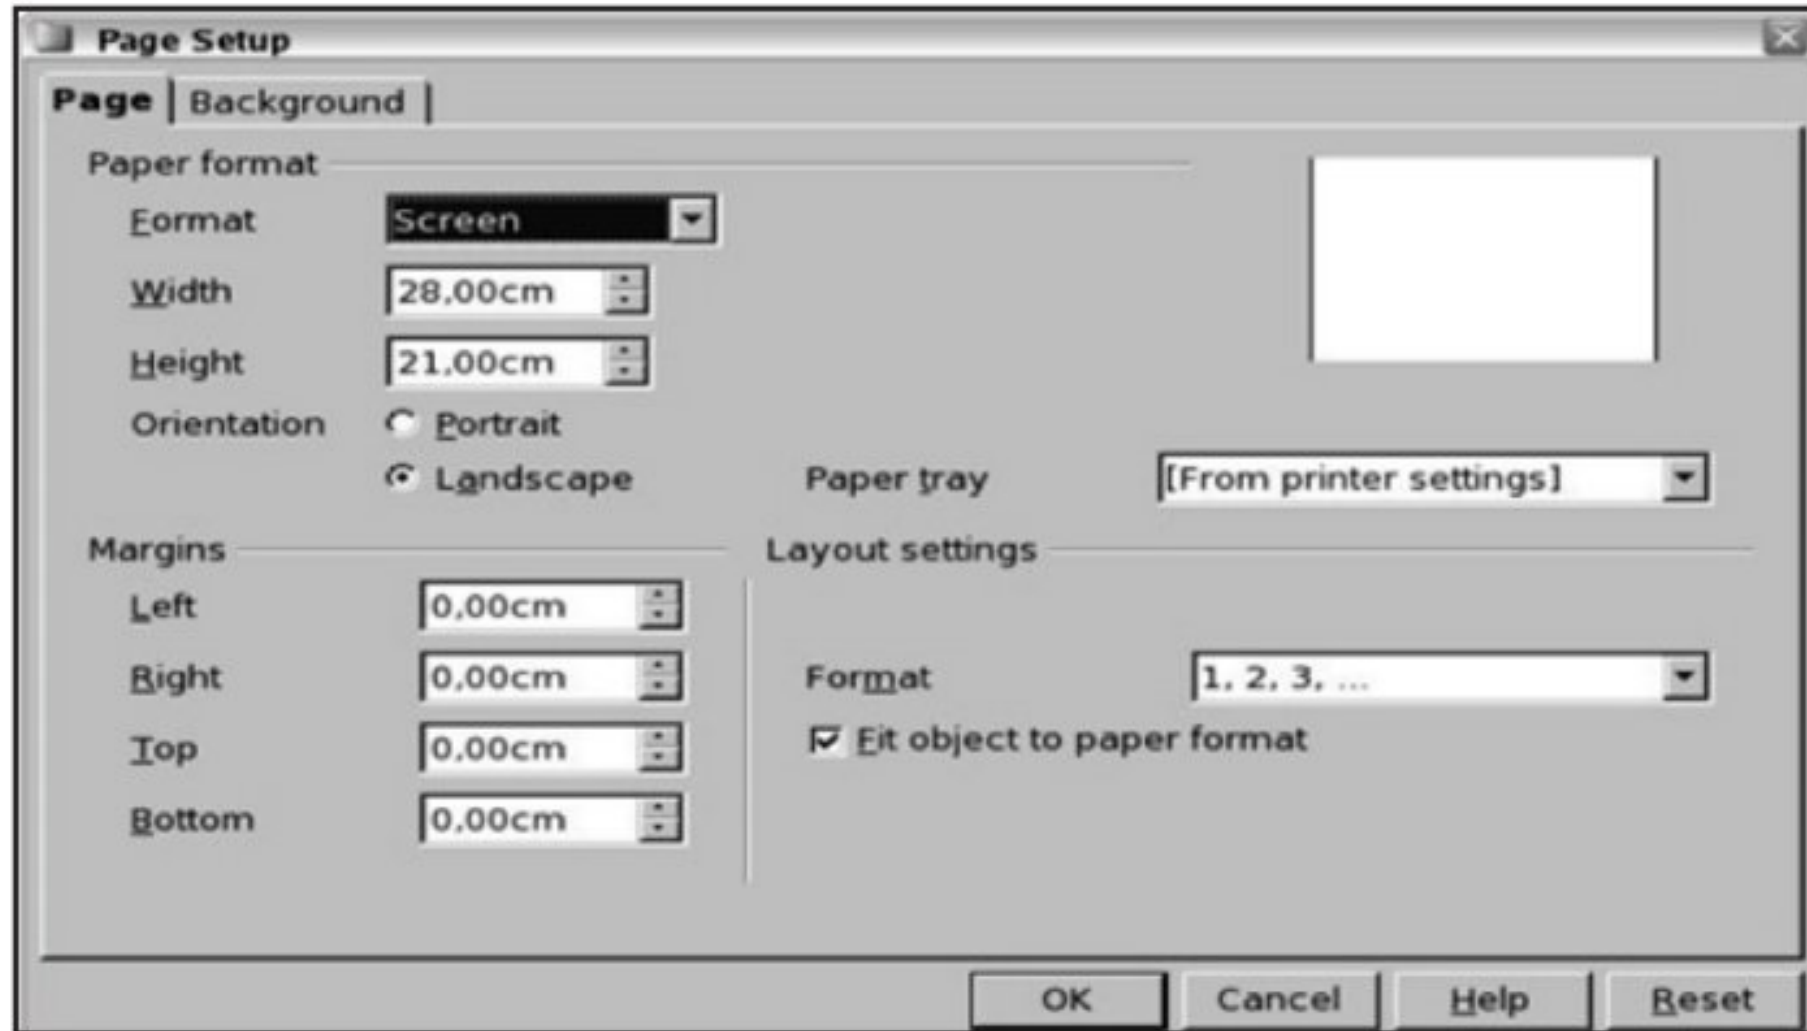 Page Setup
Page Background
Paper format
Format Screen
Width 28,00cm
Height 21,00cm
Orientation Portrait
Landscape Paper tray [From printer settings]
Margins Layout settings
Left 0,00cm
Right 0,00cm Format 1, 2, 3, ...
Top 0,00cm Fit object to paper format
Bottom 0,00cm
OK Cancel Help Reset